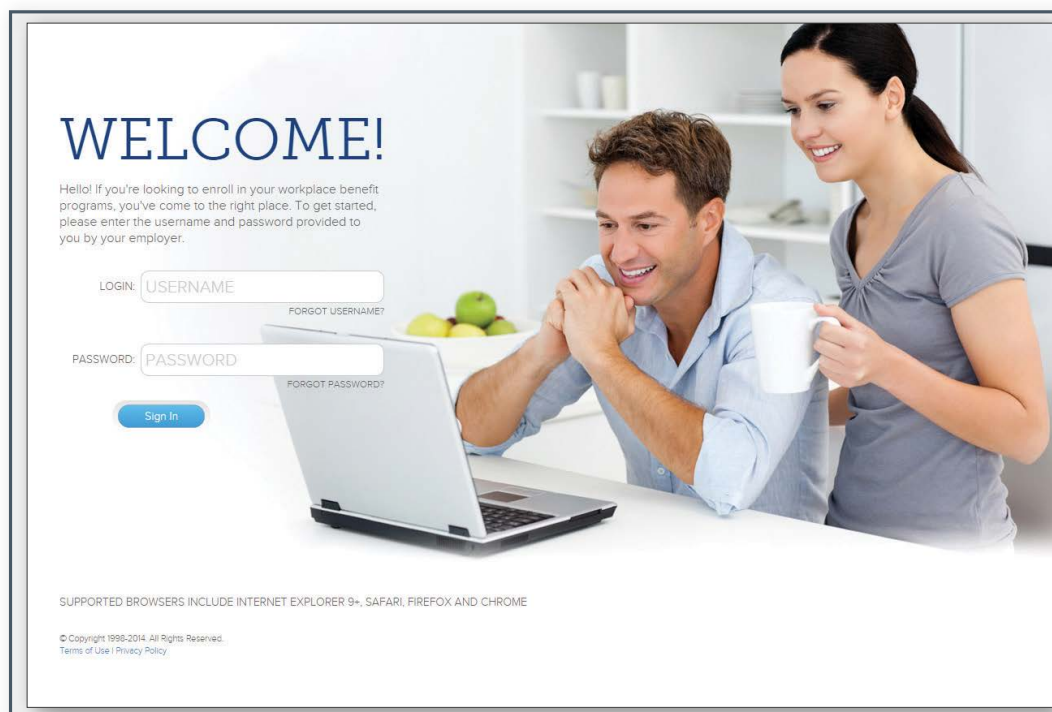 WELCOME!
Hello! If you're looking to enroll in your workplace benefit
programs, you've come to the right place. To get started,
please enter the username and password provided to
you by your employer.
LOGIN: USERNAME
FORGOT USERNAME?
PASSWORD: PASSWORD
FORGOT PASSWORD?
Sign In
SUPPORTED BROWSERS INCLUDE INTERNET EXPLORER 9+, SAFARI, FIREFOX AND CHROME
© Copyright 1998-2014. All Rights Reserved.
Terms of Use | Privacy Policy